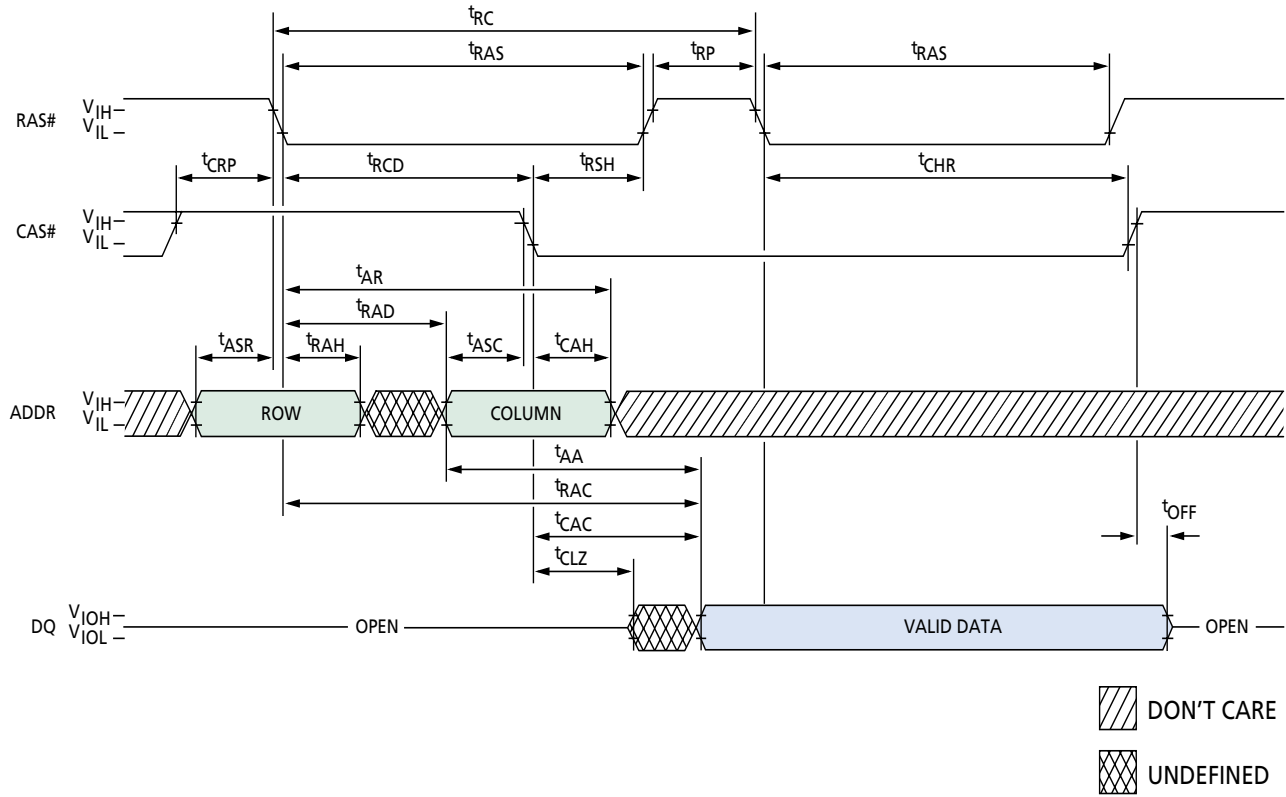 tRC
tRAS
tRP
tRAS
RAS#
VIH
VIL
tCRP
tRCD
tRSH
tCHR
CAS#
VIH
VIL
tAR
tRAD
tASR
tRAH
tASC
tCAH
ADDR
VIH
VIL
ROW
COLUMN
tAA
tRAC
tCAC
tOFF
tCLZ
DQ
VIOH
VIOL
OPEN
VALID DATA
OPEN
DON'T CARE
UNDEFINED